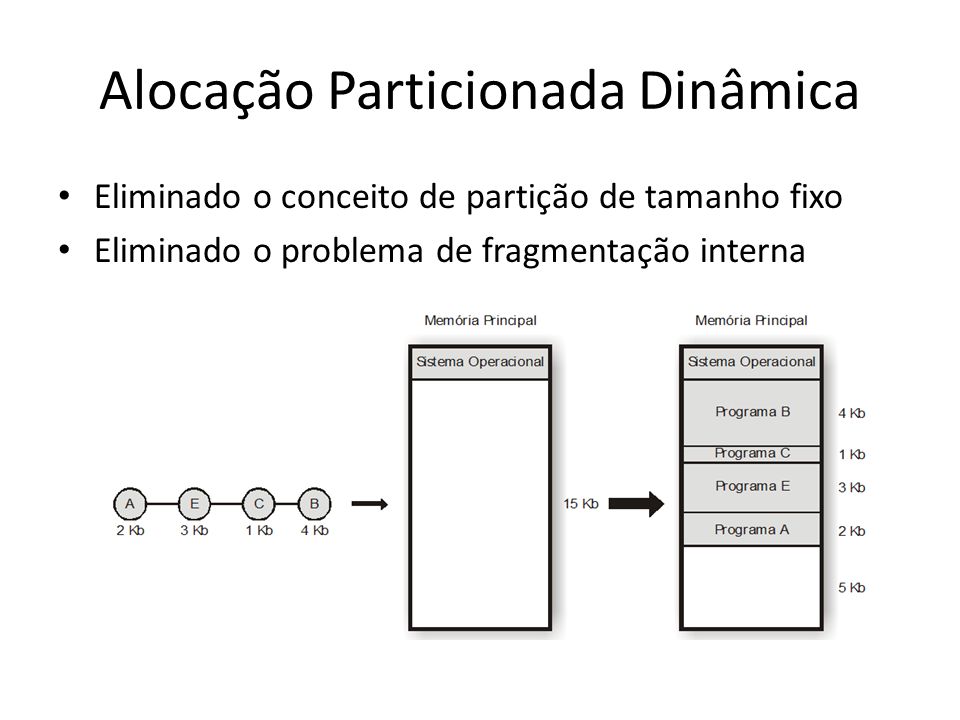 Alocação Particionada Dinâmica
• Eliminado o conceito de partição de tamanho fixo
• Eliminado o problema de fragmentação interna
Memória Principal
Sistema Operacional
15 Kb
A E C B
2 Kb 3 Kb 1 Kb 4 Kb
Memória Principal
Sistema Operacional
Programa B 4 Kb
Programa C 1 Kb
Programa E 3 Kb
Programa A 2 Kb
5 Kb